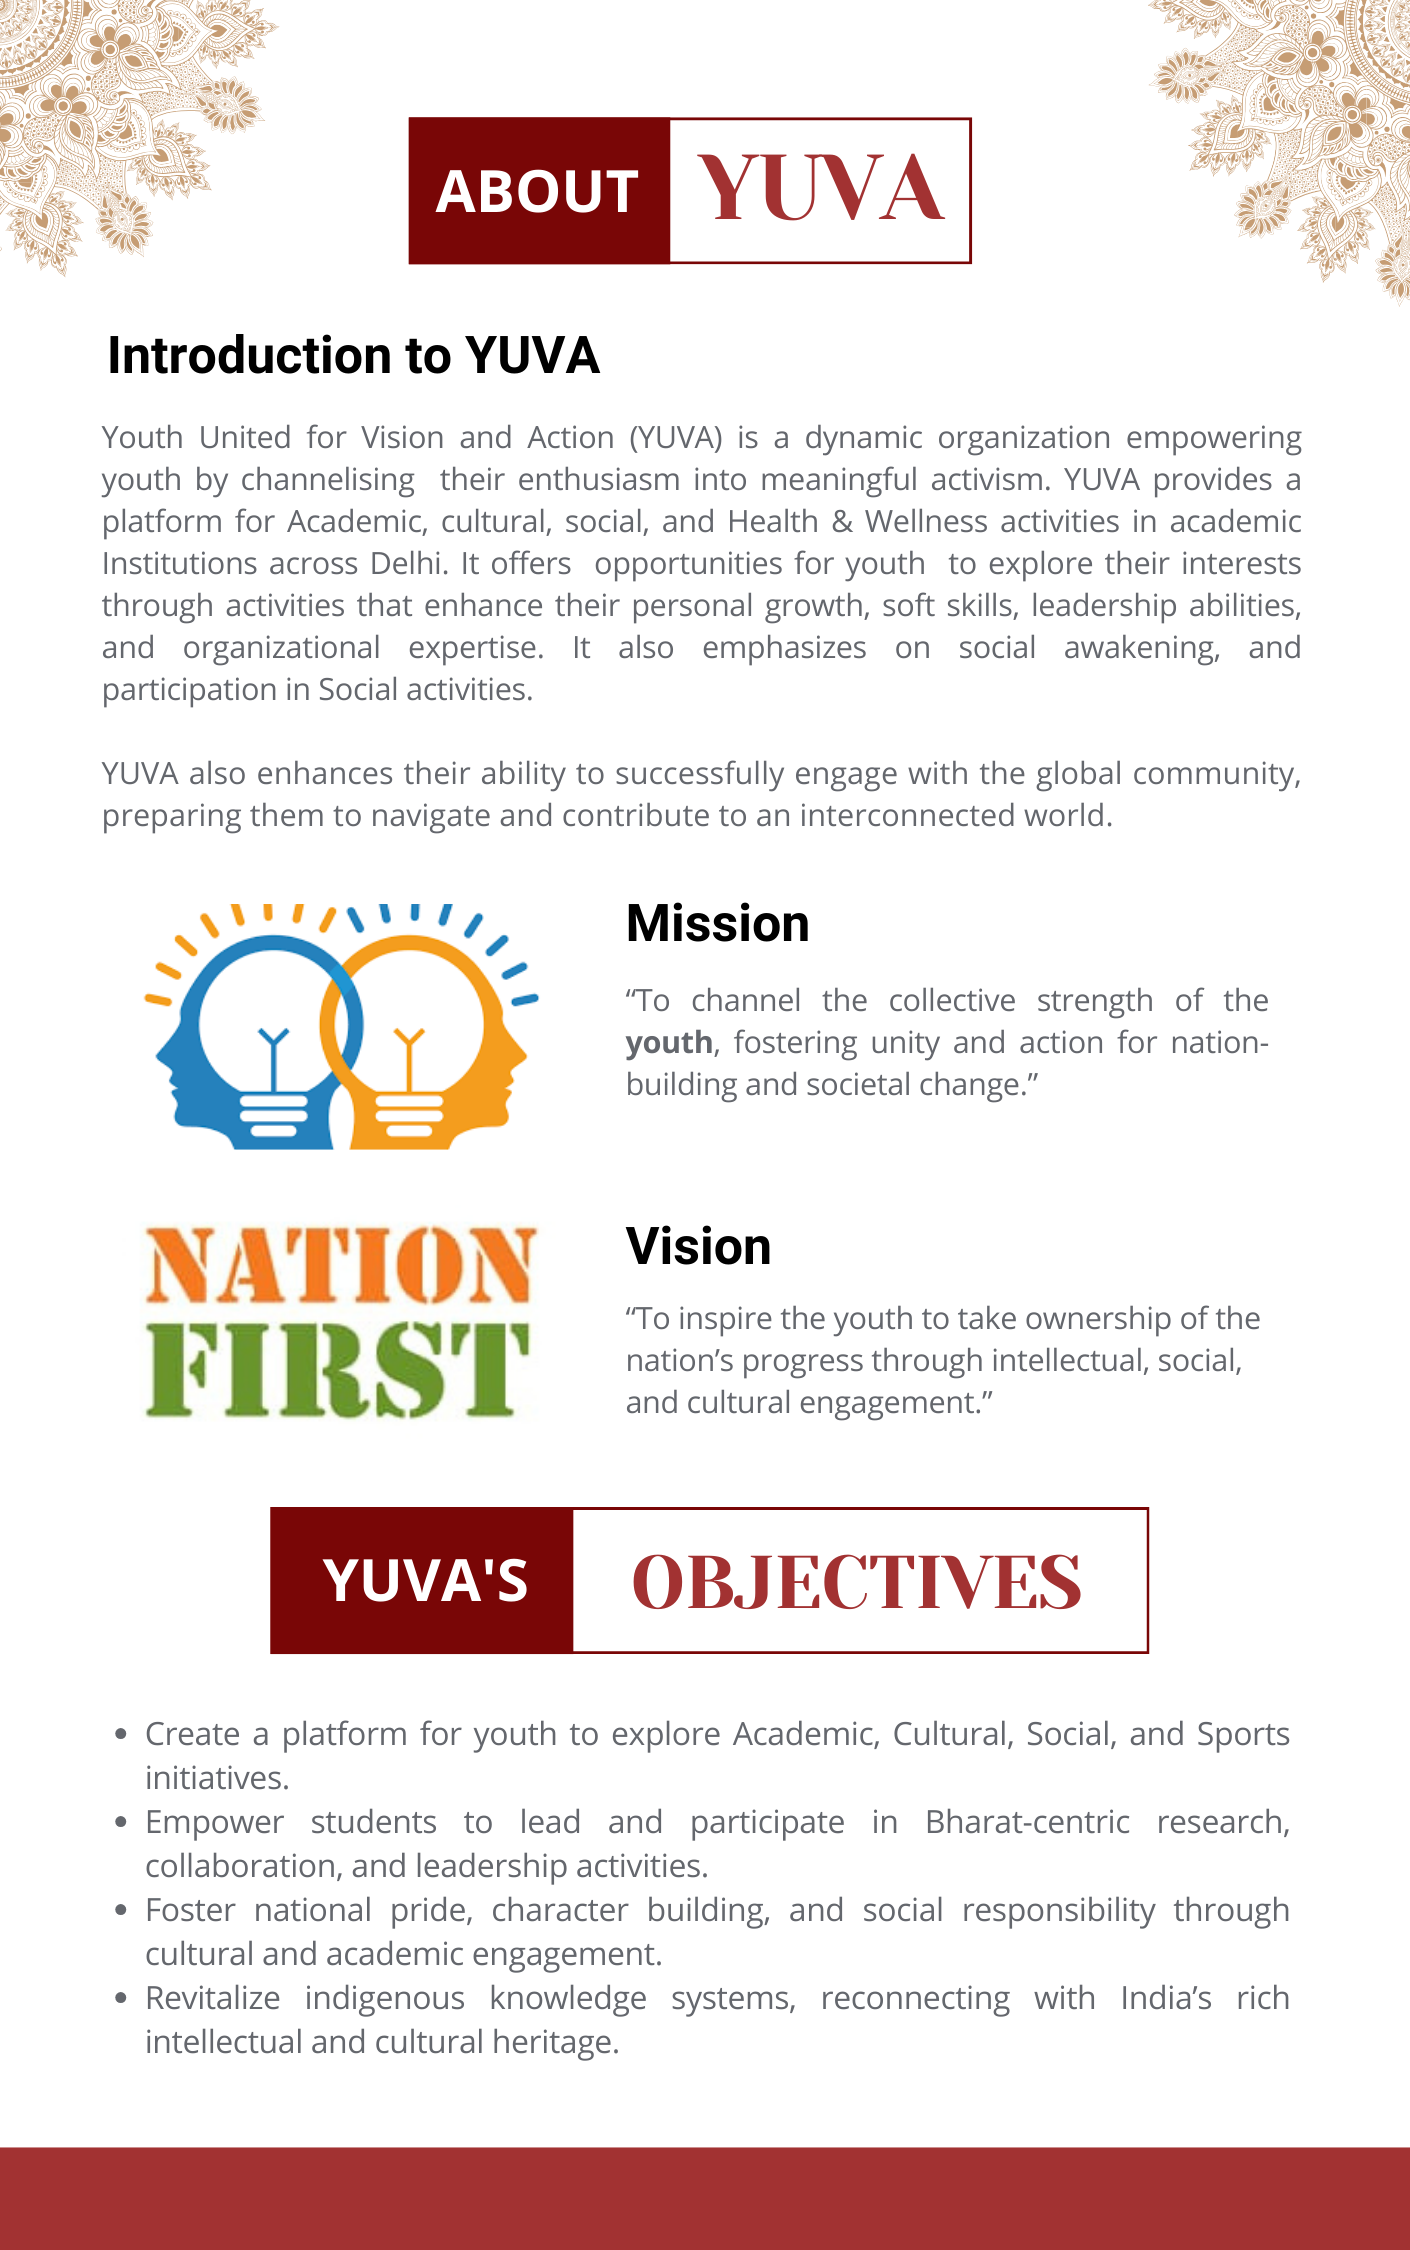 ABOUT YUVA
Introduction to YUVA
Youth United for Vision and Action (YUVA) is a dynamic organization empowering
youth by channelising their enthusiasm into meaningful activism. YUVA provides a
platform for Academic, cultural, social, and Health & Wellness activities in academic
Institutions across Delhi. It offers opportunities for youth to explore their interests
through activities that enhance their personal growth, soft skills, leadership abilities,
and organizational expertise. It also emphasizes on social awakening, and
participation in Social activities.
YUVA also enhances their ability to successfully engage with the global community,
preparing them to navigate and contribute to an interconnected world.
Mission
“To channel the collective strength of the
youth, fostering unity and action for nation-
building and societal change.”
NATION
FIRST
Vision
“To inspire the youth to take ownership of the
nation’s progress through intellectual, social,
and cultural engagement.”
YUVA'S OBJECTIVES
• Create a platform for youth to explore Academic, Cultural, Social, and Sports
initiatives.
• Empower students to lead and participate in Bharat-centric research,
collaboration, and leadership activities.
• Foster national pride, character building, and social responsibility through
cultural and academic engagement.
• Revitalize indigenous knowledge systems, reconnecting with India’s rich
intellectual and cultural heritage.